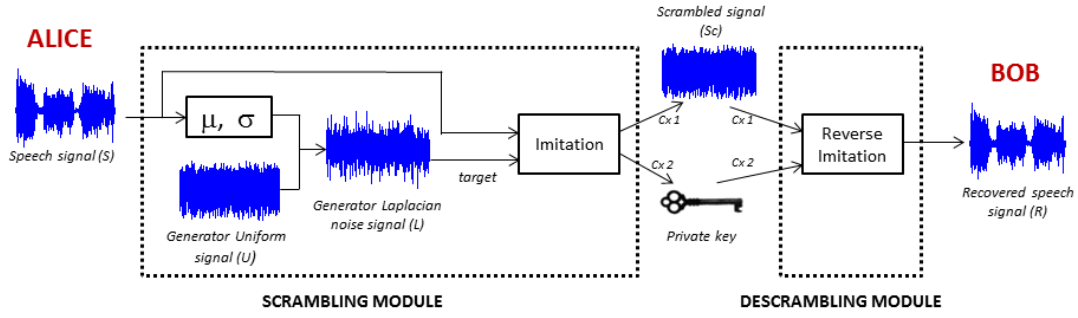 ALICE
Speech signal (S)
μ, σ
Generator Uniform
signal (U)
Generator Laplacian
noise signal (L)
target
Imitation
Scrambled signal
(Sc)
Cx 1
Cx 1
Cx 2
Cx 2
Private key
Reverse
Imitation
BOB
Recovered speech
signal (R)
SCRAMBLING MODULE
DESCRAMBLING MODULE